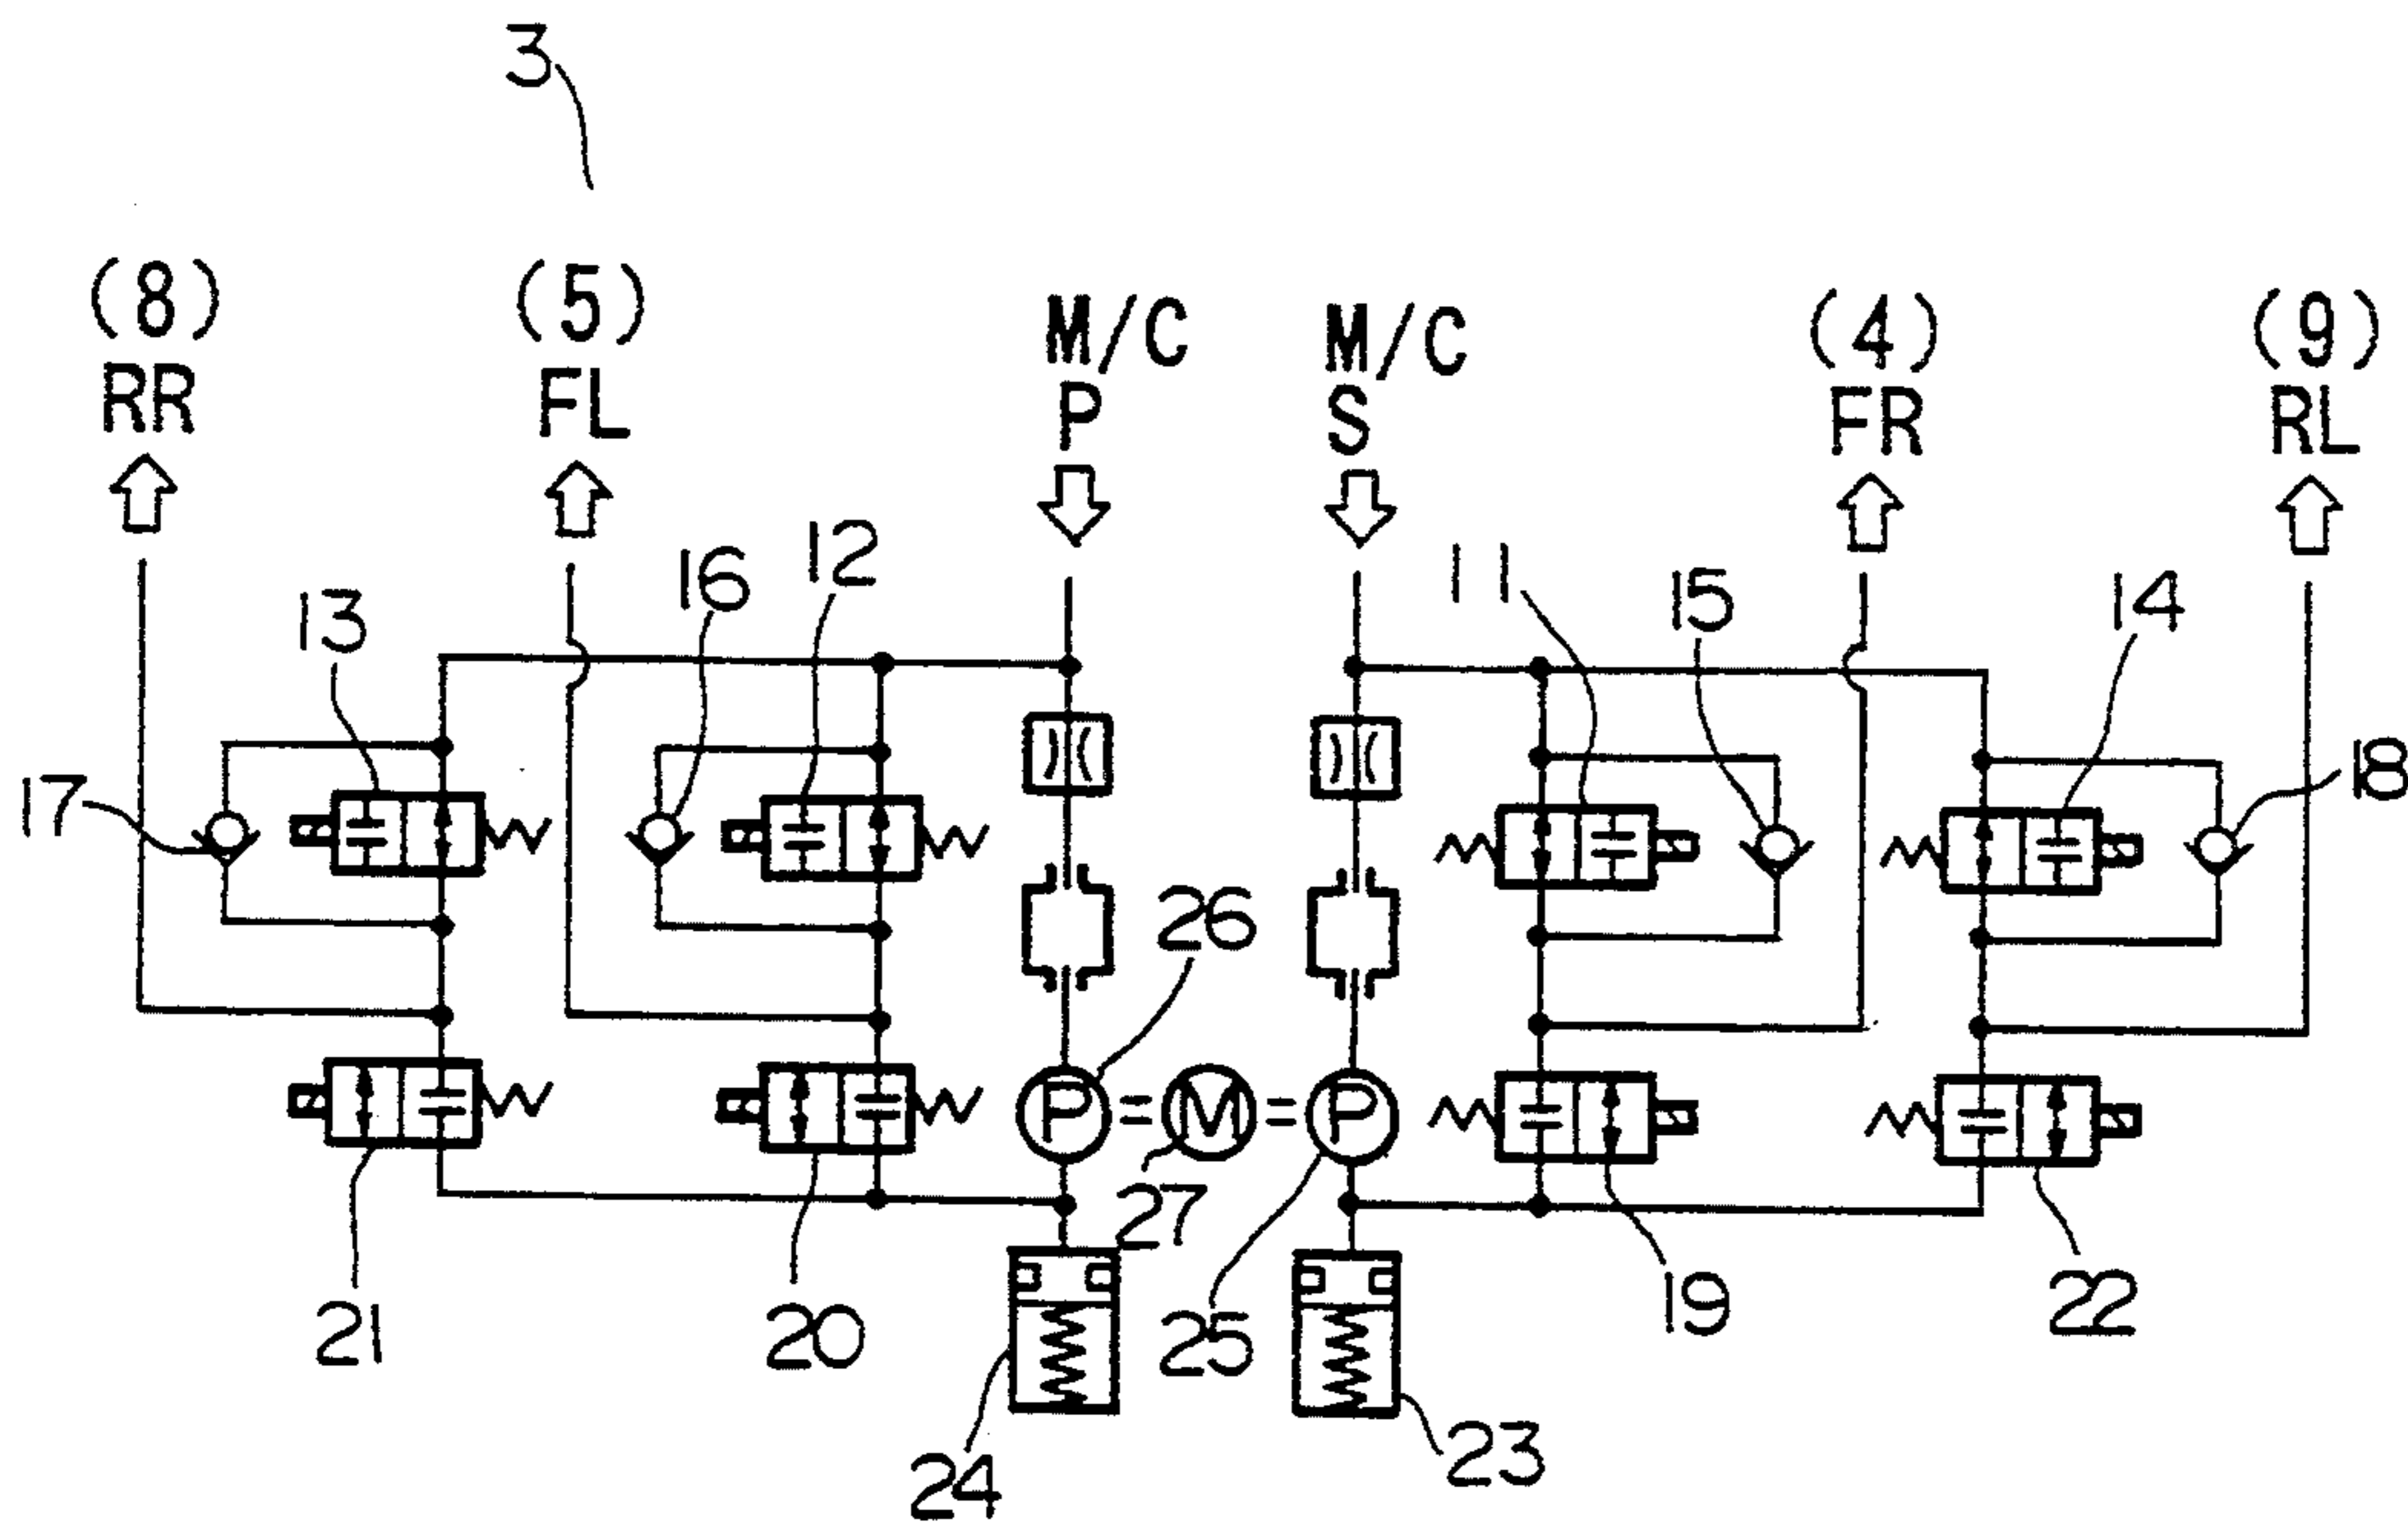 3
(8) (5) M/C M/C (4) (9)
RR FL P S FR RL
13 16 12 11 15 14
17 18
26
P = M = P
27
21 20 25 19 22
24 23